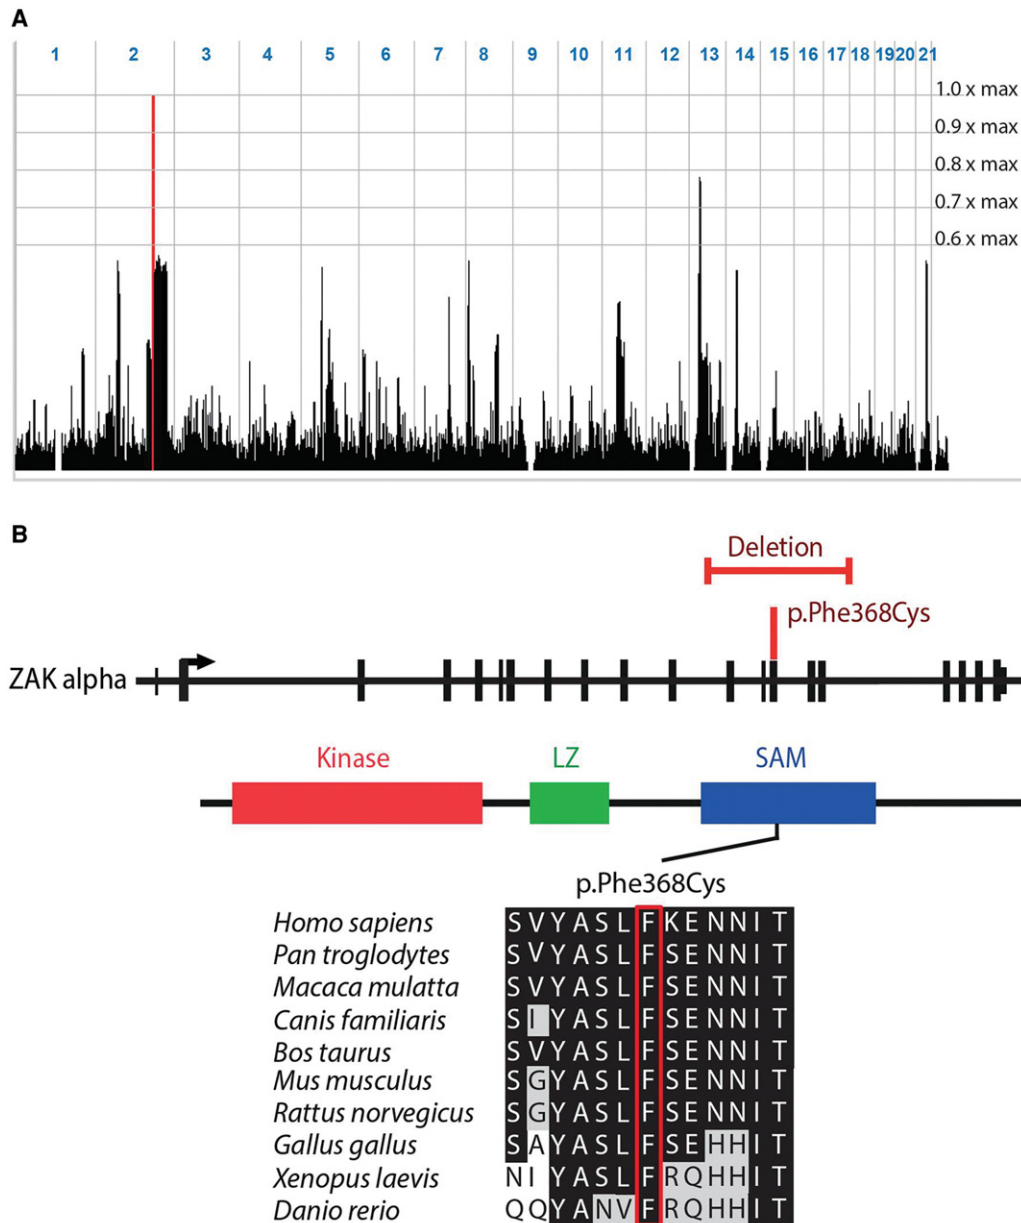 A
1 2 3 4 5 6 7 8 9 10 11 12 13 14 15 16 17 18 19 20 21
1.0 x max
0.9 x max
0.8 x max
0.7 x max
0.6 x max
B
Deletion
p.Phe368Cys
ZAK alpha
Kinase LZ SAM
p.Phe368Cys
Homo sapiens SVYASLFKENNIT
Pan troglodytes SVYASLFSENNIT
Macaca mulatta SVYASLFSENNIT
Canis familiaris SIYASLFSENNIT
Bos taurus SVYASLFSENNIT
Mus musculus SGYASLFSENNIT
Rattus norvegicus SGYASLFSENNIT
Gallus gallus SAYASLFSEHHIT
Xenopus laevis NIYASLFRQHHIT
Danio rerio QQYANVFRQHHIT